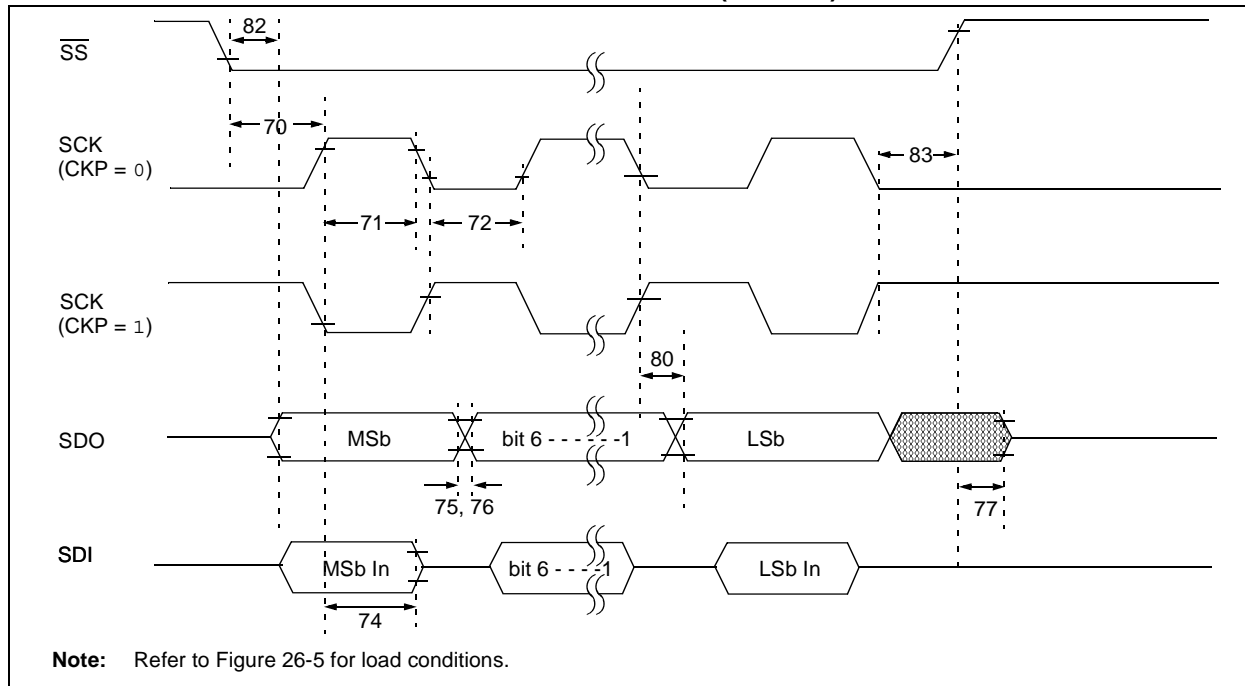 82
SS
70
SCK
(CKP = 0)
83
71
72
SCK
(CKP = 1)
80
SDO
MSb
bit 6 - - - - - -1
LSb
75, 76
77
SDI
MSb In
bit 6 - - - -1
LSb In
74
Note: Refer to Figure 26-5 for load conditions.